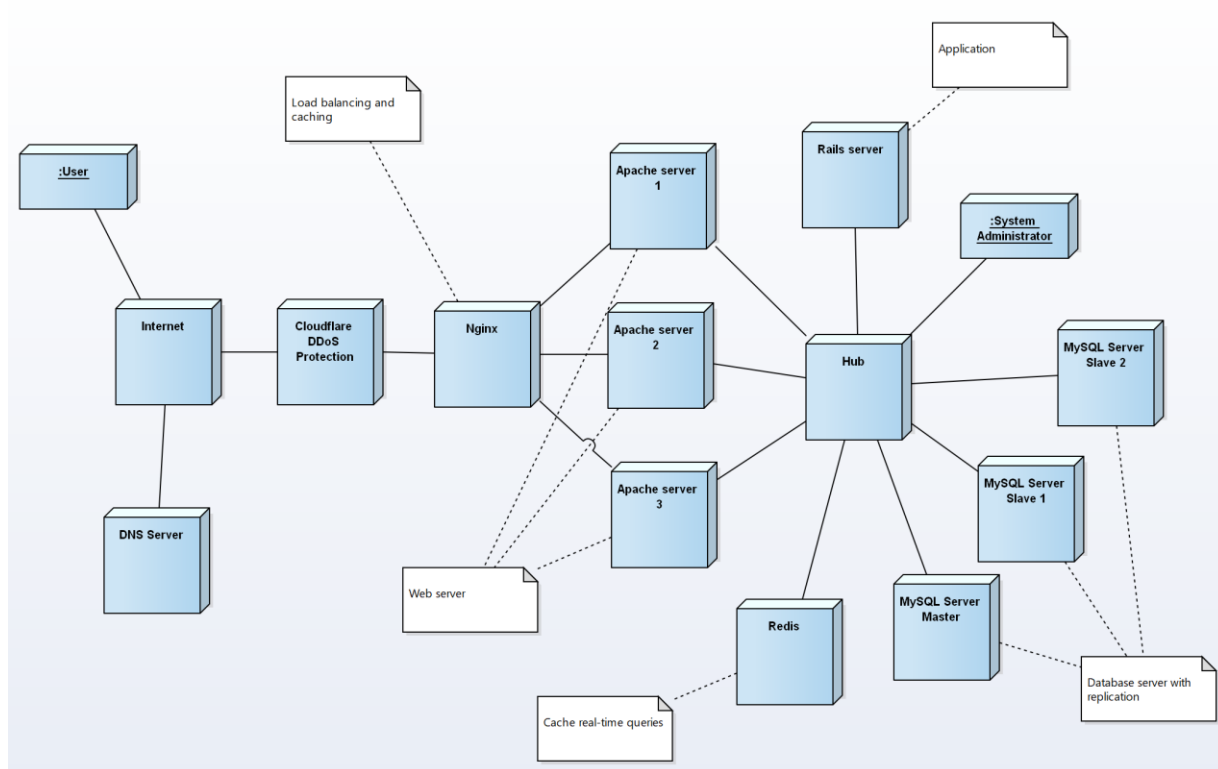 Application
Load balancing and
caching
:User
Apache server
1
Rails server
:System
Administrator
Internet
Cloudflare
DDoS
Protection
Nginx
Apache server
2
Hub
MySQL Server
Slave 2
Apache server
3
MySQL Server
Slave 1
DNS Server
Web server
Redis
MySQL Server
Master
Database server with
replication
Cache real-time queries